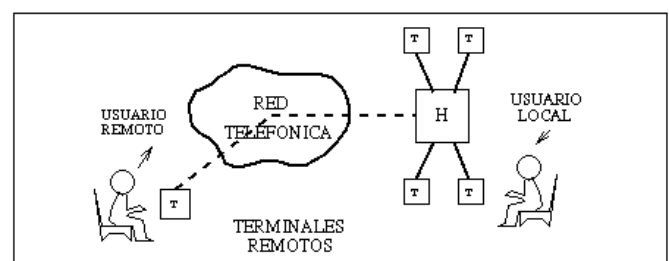 T T
RED
TELEFONICA
H
USUARIO
REMOTO
USUARIO
LOCAL
T
T T
TERMINALES
REMOTOS